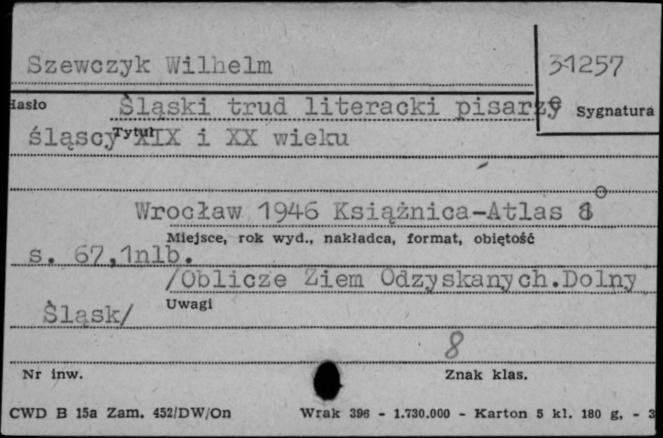 Szewczyk Wilhelm
31257
Hasło
Śląski trud literacki pisarzy
Sygnatura
śląscy XIX i XX wieku
Tytuł
Wrocław 1946 Książnica-Atlas 8°
Miejsce, rok wyd., nakładca, format, objętość
s. 67,1nlb.
/Oblicze Ziem Odzyskanych.Dolny
Uwagi
Śląsk/
8
Nr inw.
Znak klas.
CWD B 15a Zam. 452/DW/On
Wrak 396 - 1.730.000 - Karton 5 kl. 180 g, - 3